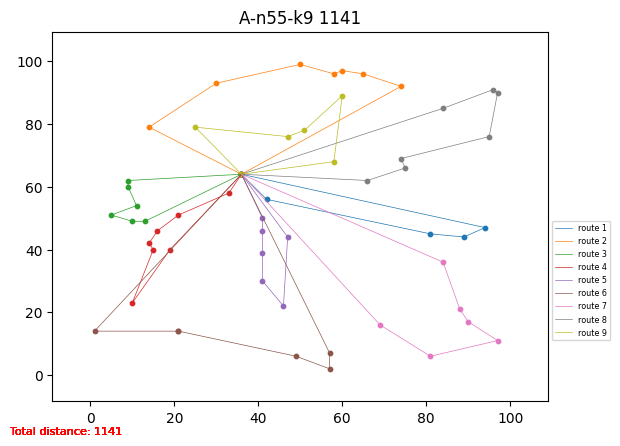 A-n55-k9 1141
100
80
60
40
20
0
0 20 40 60 80 100
route 1
route 2
route 3
route 4
route 5
route 6
route 7
route 8
route 9
Total distance: 1141